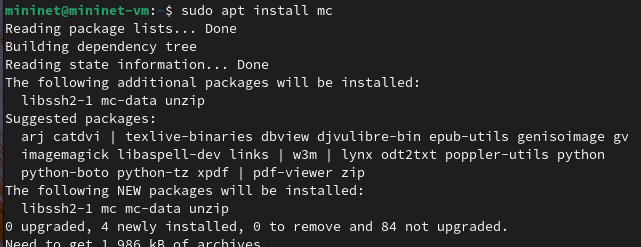 mininet@mininet-vm:~$ sudo apt install mc
Reading package lists... Done
Building dependency tree
Reading state information... Done
The following additional packages will be installed:
  libssh2-1 mc-data unzip
Suggested packages:
  arj catdvi | texlive-binaries dbview djvulibre-bin epub-utils genisoimage gv
  imagemagick libaspell-dev links | w3m | lynx odt2txt poppler-utils python
  python-boto python-tz xpdf | pdf-viewer zip
The following NEW packages will be installed:
  libssh2-1 mc mc-data unzip
0 upgraded, 4 newly installed, 0 to remove and 84 not upgraded.
Need to get 1,986 kB of archives.